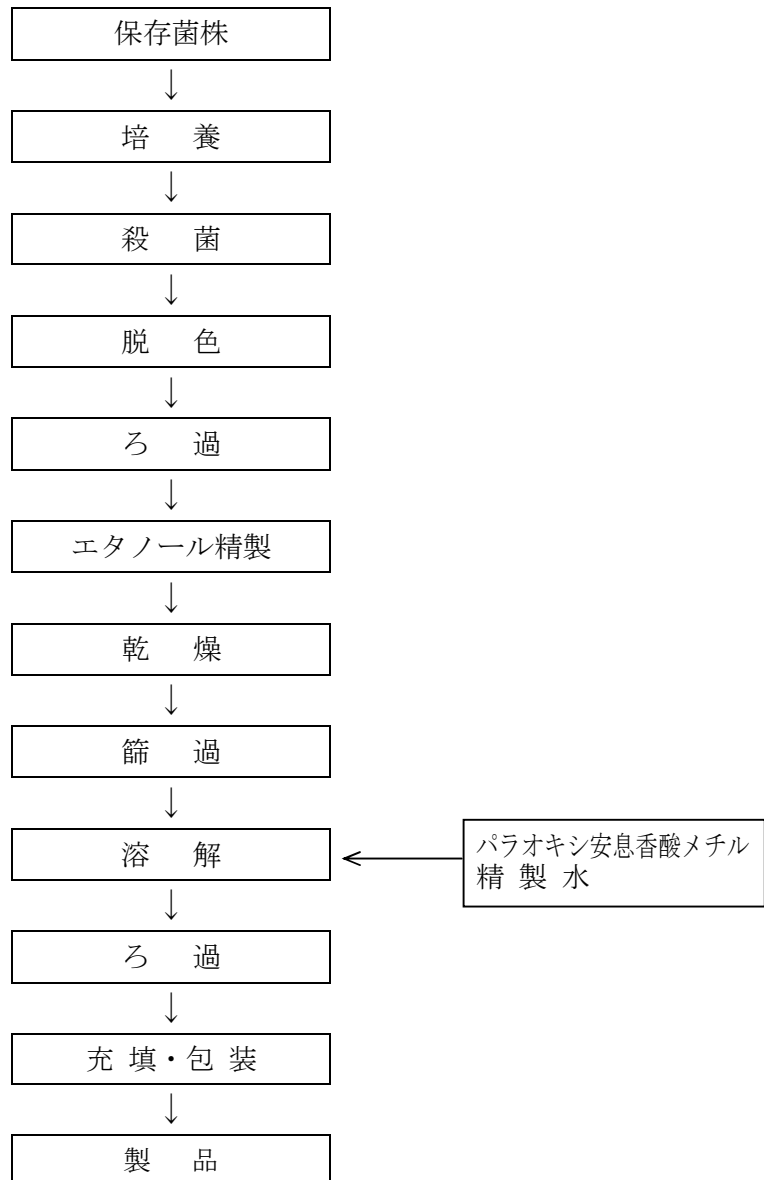 保存菌株
↓
培 養
↓
殺 菌
↓
脱 色
↓
ろ 過
↓
エタノール精製
↓
乾 燥
↓
篩 過
↓
溶 解
←
パラオキシ安息香酸メチル
精 製 水
↓
ろ 過
↓
充 填・包 装
↓
製 品